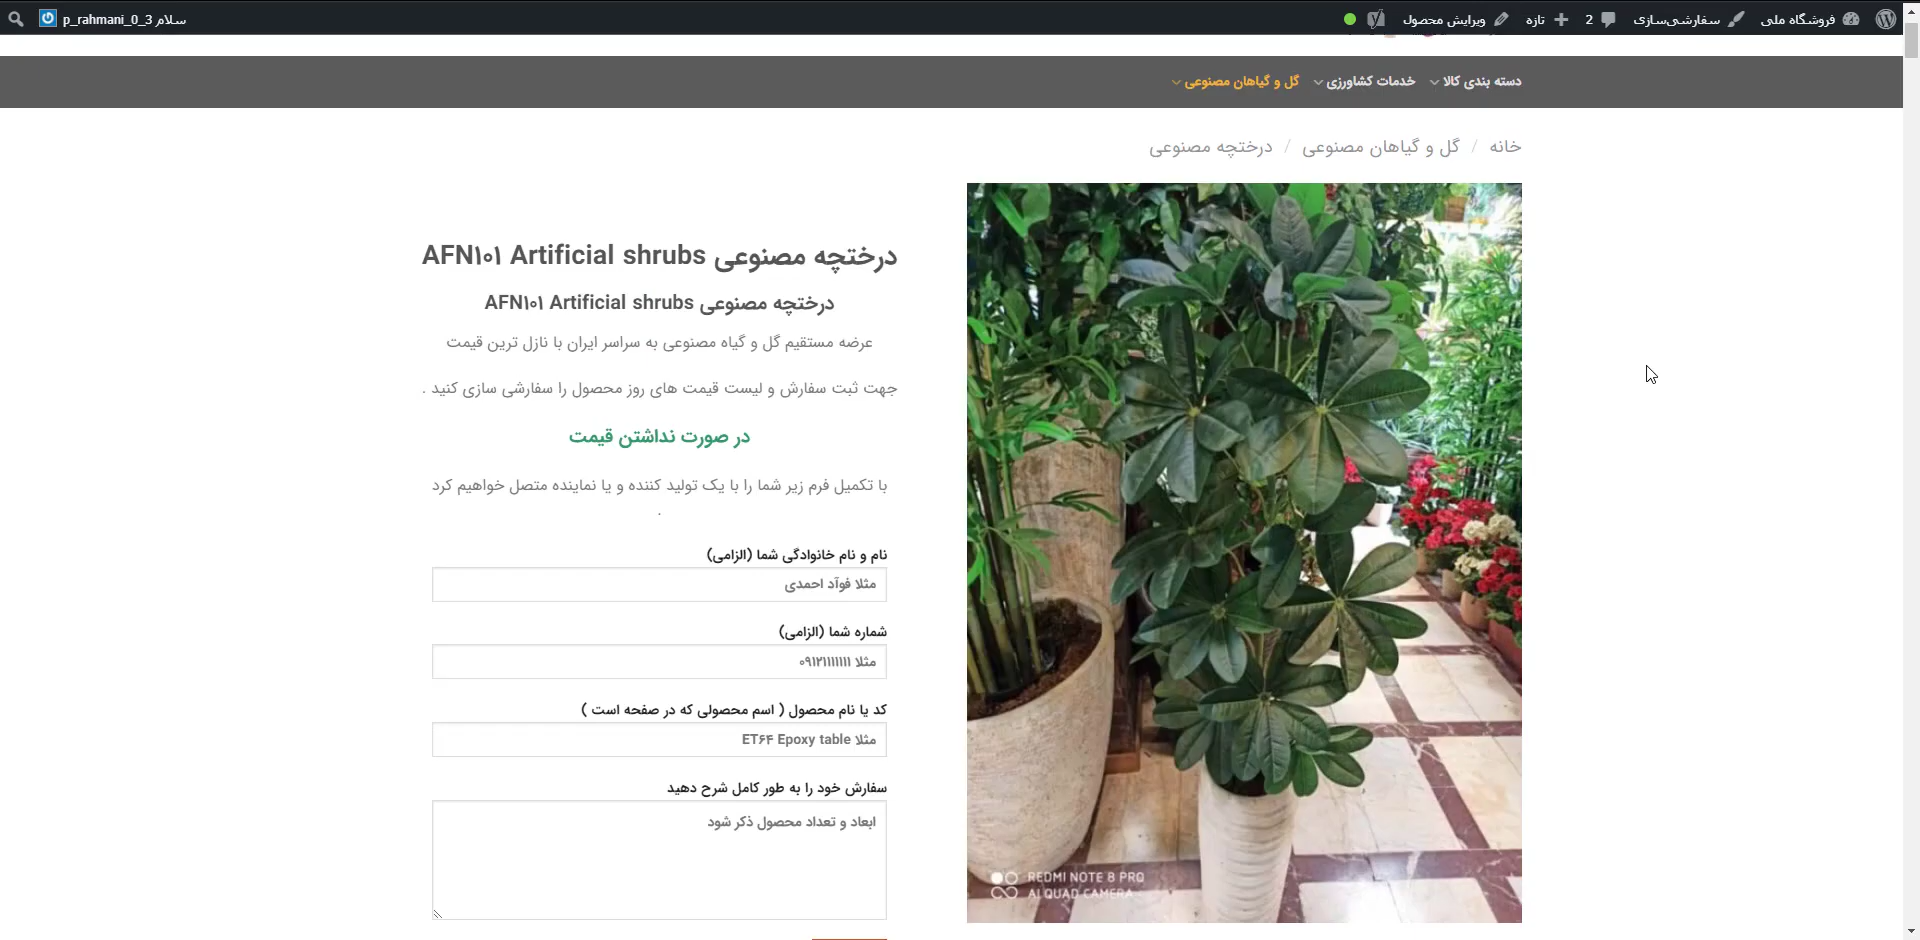 فروشگاه ملی سفارشی‌سازی 2 تازه ویرایش محصول سلام p_rahmani_0_3
دسته بندی کالا خدمات کشاورزی گل و گیاهان مصنوعی
خانه / گل و گیاهان مصنوعی / درختچه مصنوعی
درختچه مصنوعی AFN۱۰۱ Artificial shrubs
درختچه مصنوعی AFN۱۰۱ Artificial shrubs
عرضه مستقیم گل و گیاه مصنوعی به سراسر ایران با نازل ترین قیمت
جهت ثبت سفارش و لیست قیمت های روز محصول را سفارشی سازی کنید .
در صورت نداشتن قیمت
با تکمیل فرم زیر شما را با یک تولید کننده و یا نماینده متصل خواهیم کرد
.
نام و نام خانوادگی شما (الزامی)
مثلا فوآد احمدی
شماره شما (الزامی)
مثلا ۰۹۱۲۱۱۱۱۱۱۱
کد یا نام محصول ( اسم محصولی که در صفحه است )
مثلا ET۶۴ Epoxy table
سفارش خود را به طور کامل شرح دهید
ابعاد و تعداد محصول ذکر شود
REDMI NOTE 8 PRO
AI QUAD CAMERA